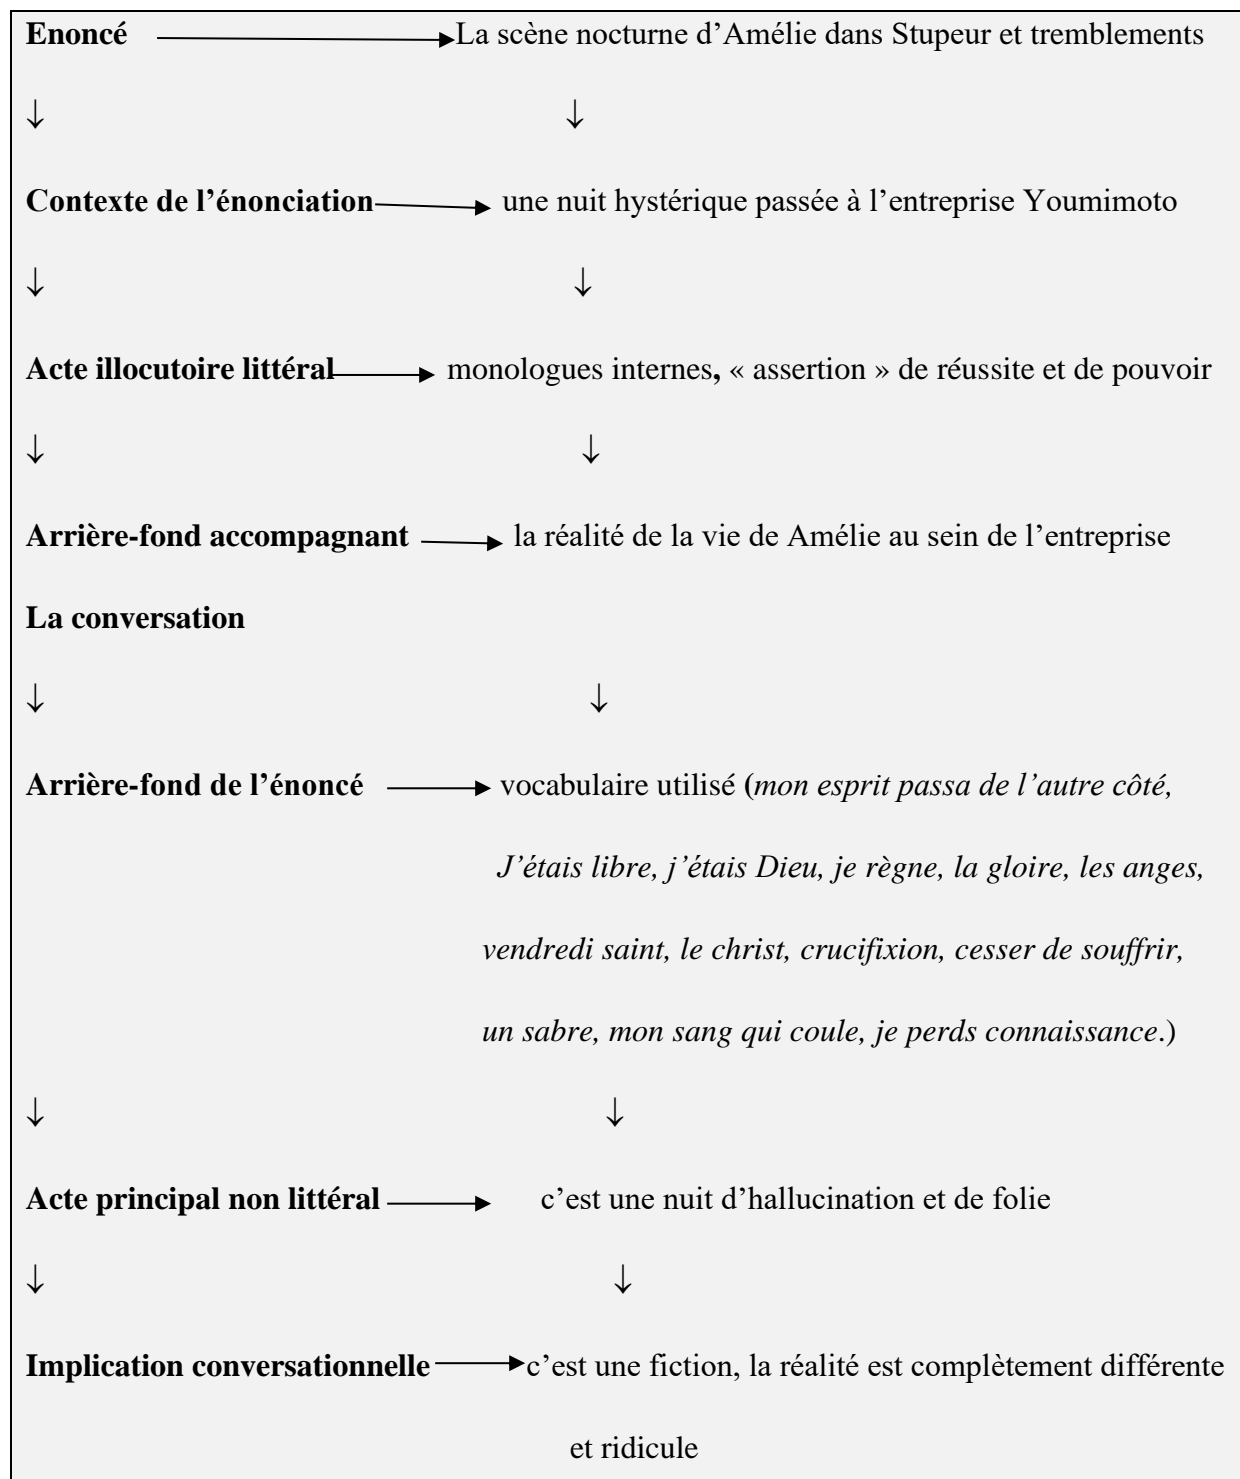 Enoncé La scène nocturne d’Amélie dans Stupeur et tremblements
↓ ↓
Contexte de l’énonciation une nuit hystérique passée à l’entreprise Youmimoto
↓ ↓
Acte illocutoire littéral monologues internes, « assertion » de réussite et de pouvoir
↓ ↓
Arrière-fond accompagnant la réalité de la vie de Amélie au sein de l’entreprise
La conversation
↓ ↓
Arrière-fond de l’énoncé vocabulaire utilisé (mon esprit passa de l’autre côté,
J’étais libre, j’étais Dieu, je règne, la gloire, les anges,
vendredi saint, le christ, crucifixion, cesser de souffrir,
un sabre, mon sang qui coule, je perds connaissance.)
↓ ↓
Acte principal non littéral c’est une nuit d’hallucination et de folie
↓ ↓
Implication conversationnelle c’est une fiction, la réalité est complètement différente
et ridicule